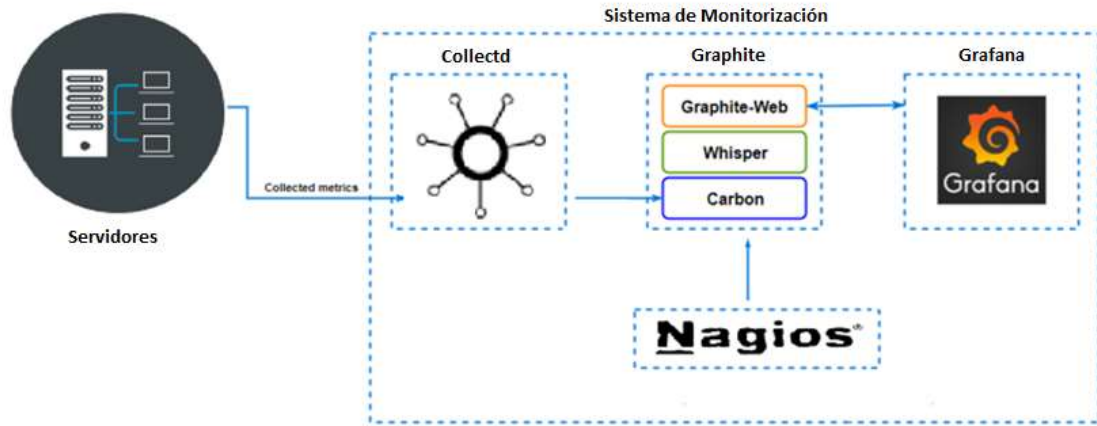 Sistema de Monitorización
Collectd
Graphite
Grafana
Graphite-Web
Whisper
Carbon
Grafana
Collected metrics
Servidores
Nagios®